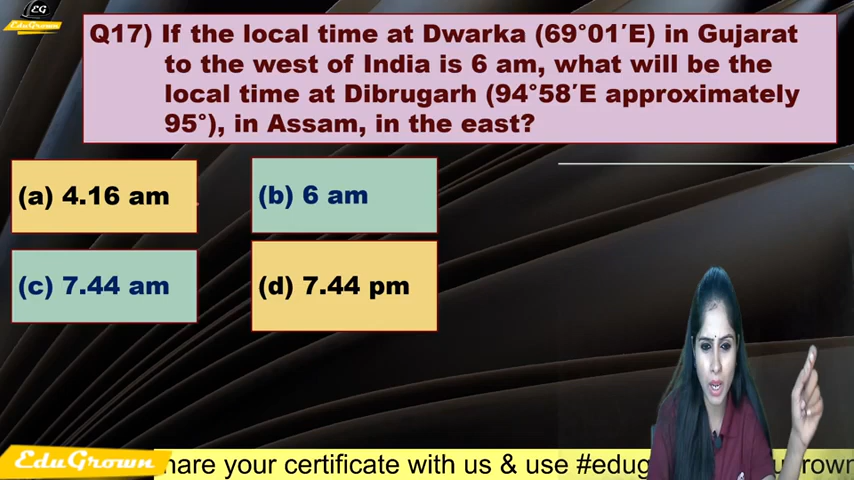 EG
EduGrown
Q17) If the local time at Dwarka (69°01′E) in Gujarat
to the west of India is 6 am, what will be the
local time at Dibrugarh (94°58′E approximately
95°), in Assam, in the east?
(a) 4.16 am
(b) 6 am
(c) 7.44 am
(d) 7.44 pm
EduGrown
hare your certificate with us & use